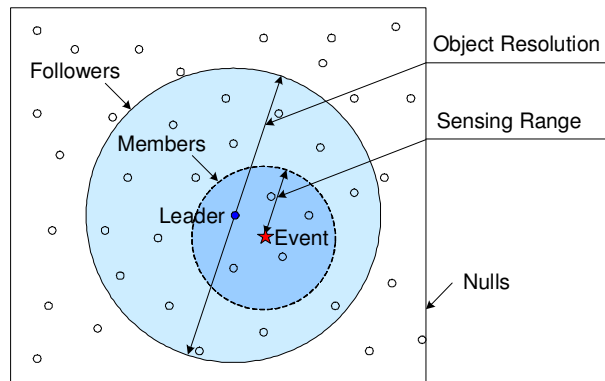 Object Resolution
Followers
Sensing Range
Members
Leader
Event
Nulls